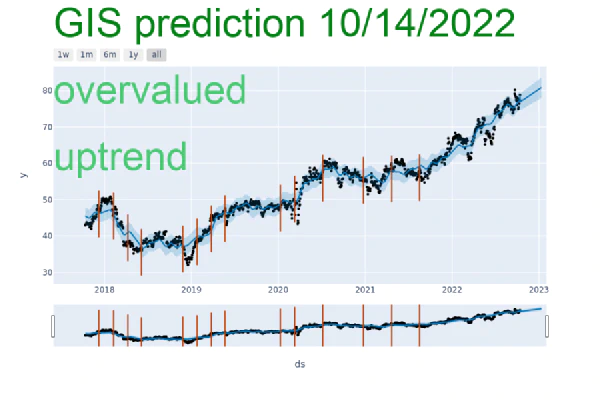 GIS prediction 10/14/2022
1w 1m 6m 1y all
overvalued
uptrend
80
70
60
50
40
30
y
2018 2019 2020 2021 2022 2023
ds